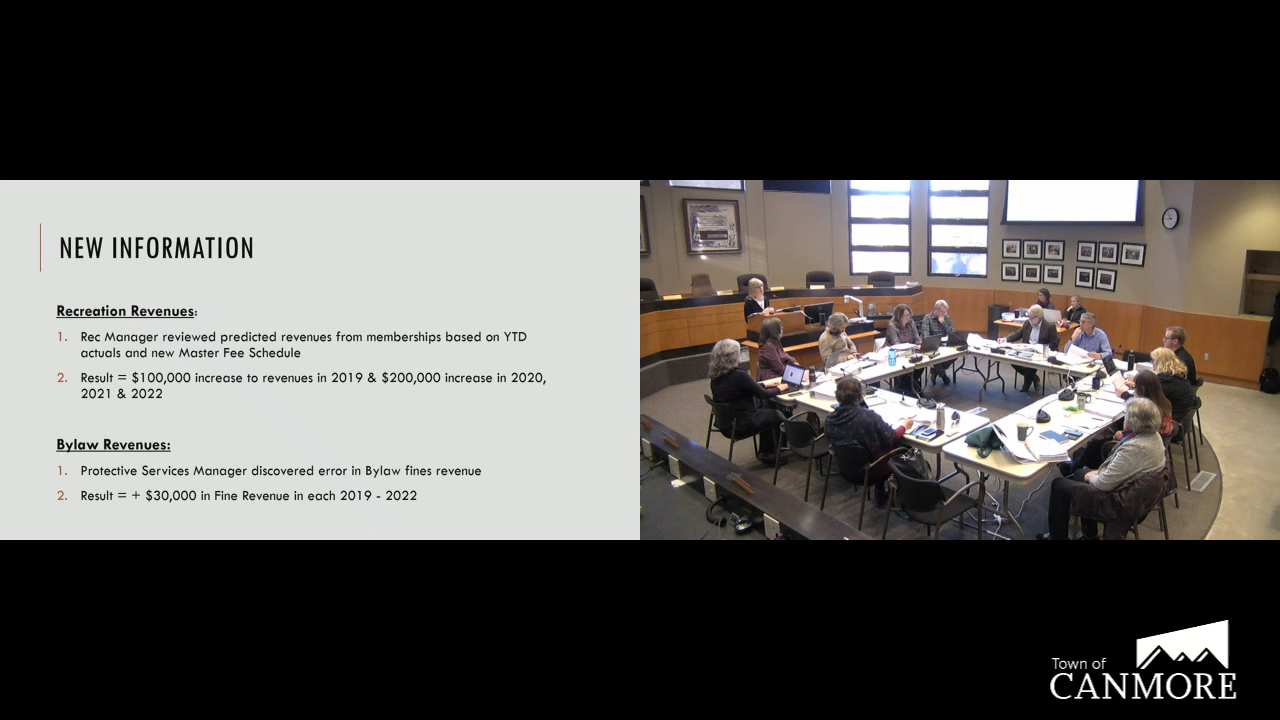 NEW INFORMATION
Recreation Revenues:
1. Rec Manager reviewed predicted revenues from memberships based on YTD
actuals and new Master Fee Schedule
2. Result = $100,000 increase to revenues in 2019 & $200,000 increase in 2020,
2021 & 2022
Bylaw Revenues:
1. Protective Services Manager discovered error in Bylaw fines revenue
2. Result = + $30,000 in Fine Revenue in each 2019 - 2022
Town of
CANMORE